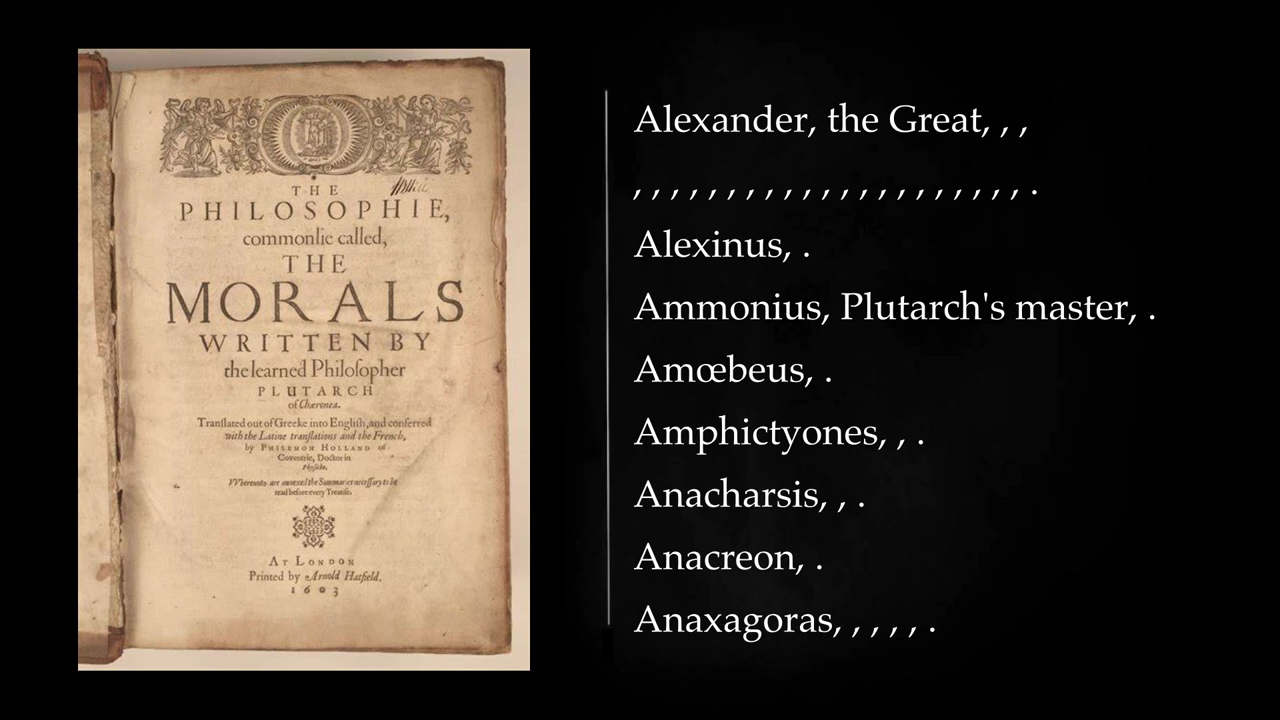 THE
PHILOSOPHIE,
commonlie called,
THE
MORALS
WRITTEN BY
the learned Philoſopher
PLUTARCH
of Chæronea.
Tranſlated out of Greeke into Engliſh, and conferred
with the Latine tranſlations and the French,
by PHILEMON HOLLAND of
Coventrie, Doctor in
Phyſicke.
VVhereunto are annexed the Summaries neceſſary to be
read before every Treatiſe.
AT LONDON
Printed by Arnold Hatfield.
1603
Alexander, the Great, , ,
, , , , , , , , , , , , , , , , , , , , , , .
Alexinus, .
Ammonius, Plutarch's master, .
Amœbeus, .
Amphictyones, , .
Anacharsis, , .
Anacreon, .
Anaxagoras, , , , , .